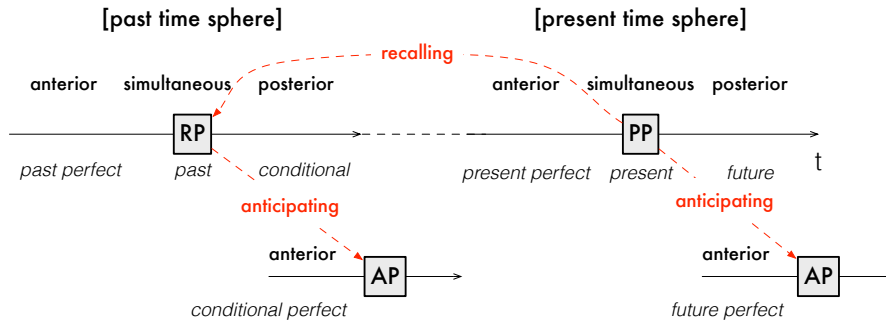 [past time sphere] [present time sphere]
recalling
anterior simultaneous posterior anterior simultaneous posterior
RP PP
past perfect past conditional present perfect present future t
anticipating anticipating
anterior AP anterior AP
conditional perfect future perfect